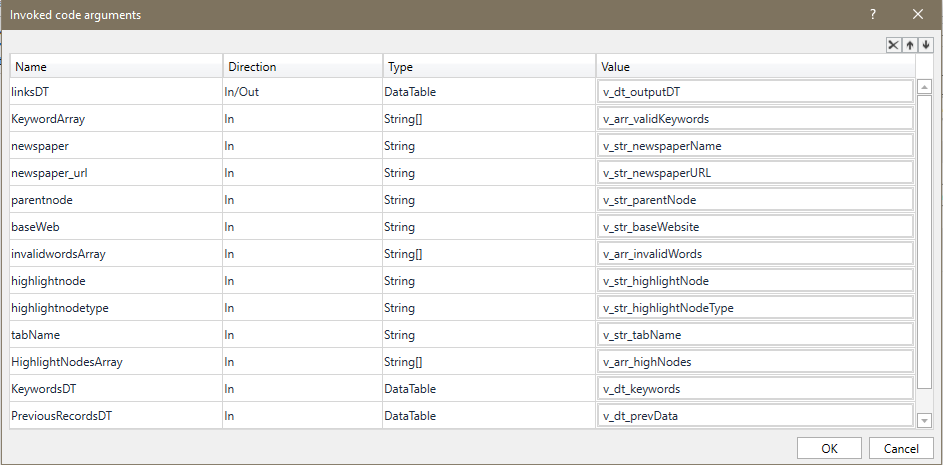 Invoked code arguments ?
Name Direction Type Value
linksDT In/Out DataTable v_dt_outputDT
KeywordArray In String[] v_arr_validKeywords
newspaper In String v_str_newspaperName
newspaper_url In String v_str_newspaperURL
parentnode In String v_str_parentNode
baseWeb In String v_str_baseWebsite
invalidwordsArray In String[] v_arr_invalidWords
highlightnode In String v_str_highlightNode
highlightnodetype In String v_str_highlightNodeType
tabName In String v_str_tabName
HighlightNodesArray In String[] v_arr_highNodes
KeywordsDT In DataTable v_dt_keywords
PreviousRecordsDT In DataTable v_dt_prevData
OK Cancel